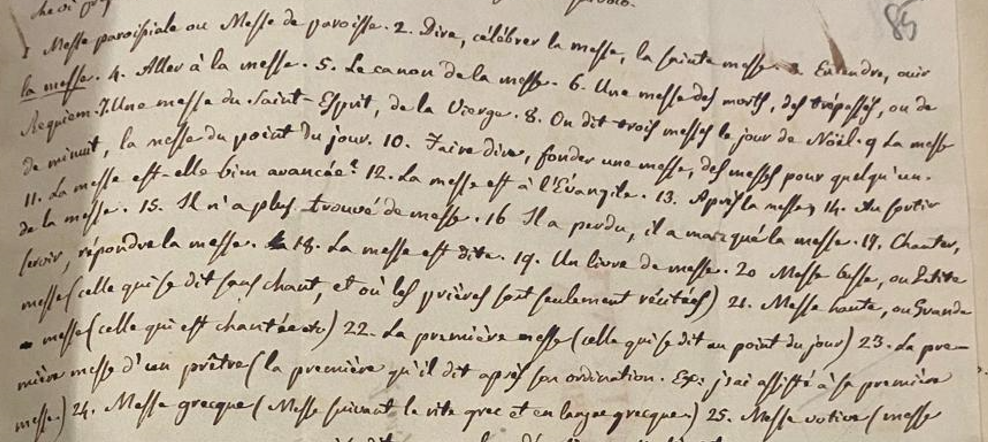 85
1 Messe paroissiale ou Messe de paroisse. 2. Dire, célébrer la messe, la sainte messe. 3. Entendre, ouir
la messe. 4. Aller à la messe. 5. Le canon de la messe. 6. Une messe des morts, des trépassés, ou de
Requiem. 7. Une messe du Saint-Esprit, de la Vierge. 8. On dit trois messes le jour de Noël. 9 La messe
de minuit, la messe du point du jour. 10. Faire dire, fonder une messe, des messes pour quelqu'un.
11. La messe est-elle bien avancée? 12. La messe est à l'Évangile. 13. Après la messe, 14. Au sortir
de la messe. 15. Il n'a plus trouvé de messe. 16 Il a perdu, il a manqué la messe. 17. Chanter,
servir, répondre la messe. 18. La messe est dite. 19. Un livre de messe. 20 Messe basse, ou Petite
messe (celle qui se dit sans chant, et où les prières sont seulement récitées) 21. Messe haute, ou Grande
messe (celle qui est chantée etc) 22. La première messe (celle qui se dit au point du jour) 23. La pre-
mière messe d'un prêtre (la première qu'il dit après son ordination. Ex: j'ai assisté à sa première
messe.) 24. Messe grecque (Messe suivant le rite grec et en langue grecque) 25. Messe votive (messe